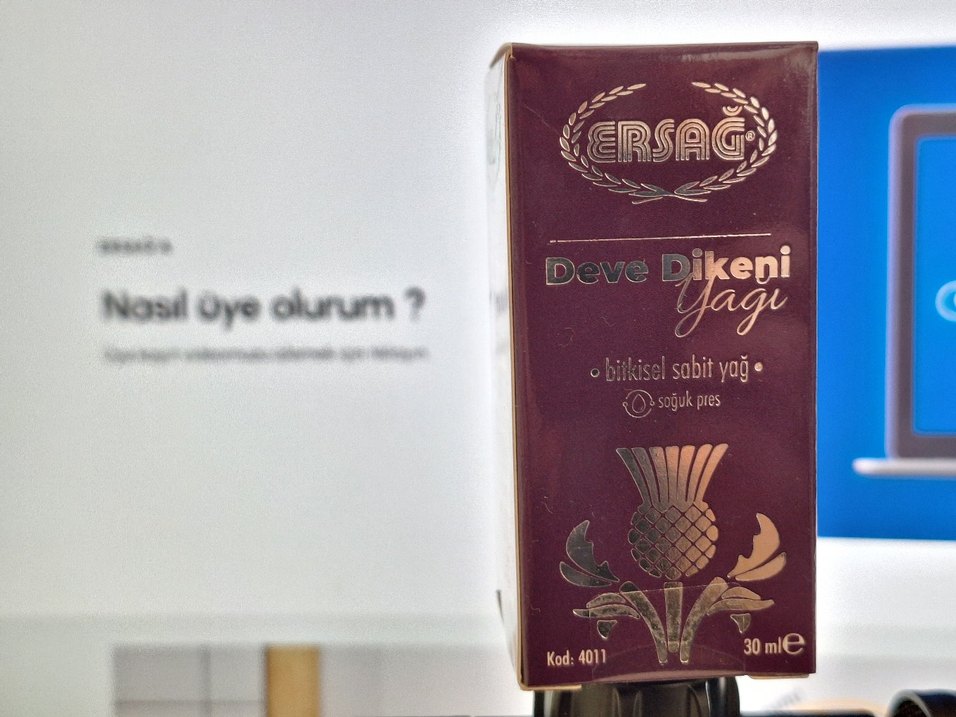 Nasıl üye olurum ?
ERSAĞ®
Deve Dikeni
Yağı
bitkisel sabit yağ
soğuk pres
Kod: 4011
30 ml e